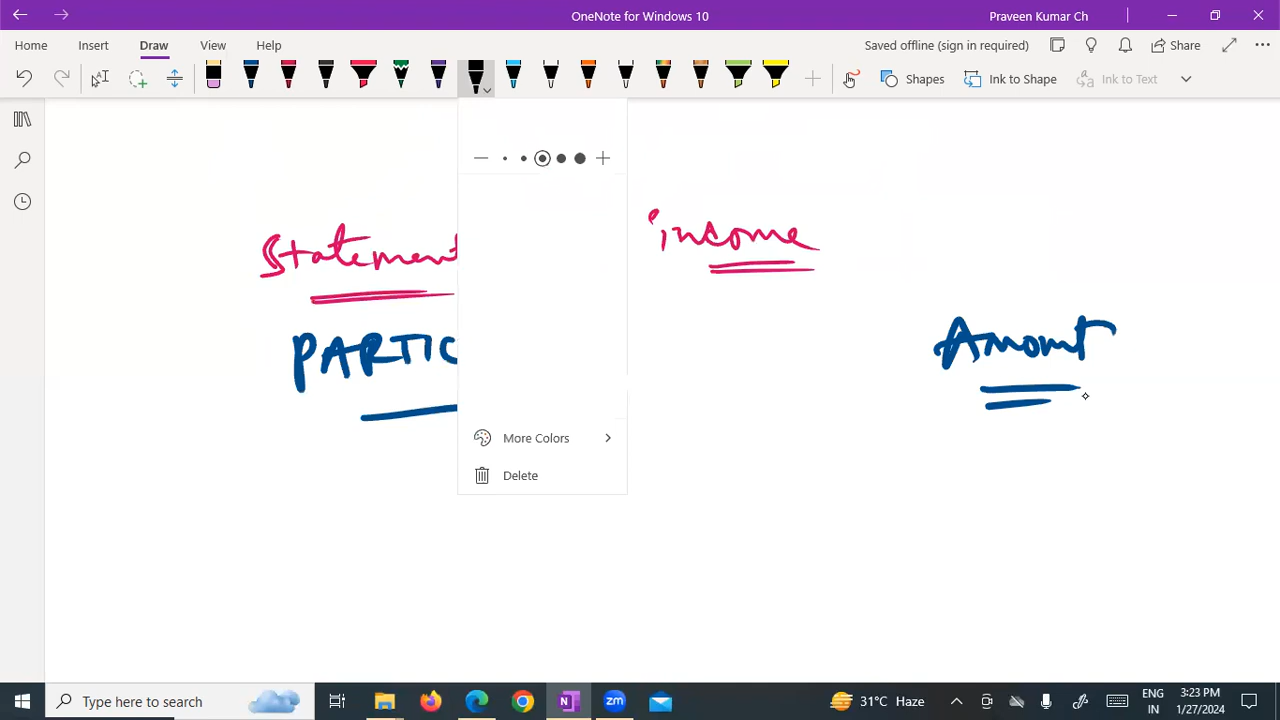 OneNote for Windows 10
Praveen Kumar Ch
Home Insert Draw View Help
Saved offline (sign in required) Share
Shapes Ink to Shape Ink to Text
Statement income
PARTIC Amount
More Colors
Delete
Type here to search
31°C Haze
ENG
IN
3:23 PM
1/27/2024